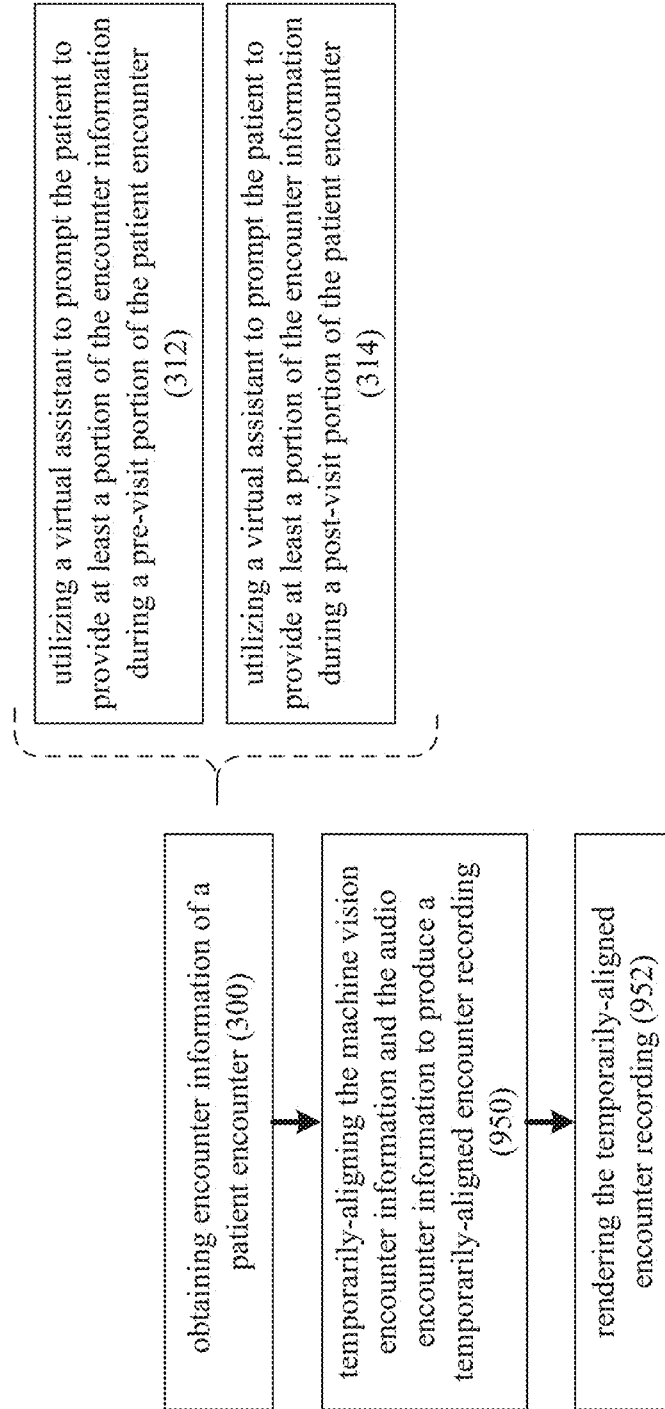 obtaining encounter information of a
patient encounter (300)
temporarily-aligning the machine vision
encounter information and the audio
encounter information to produce a
temporarily-aligned encounter recording
(950)
rendering the temporarily-aligned
encounter recording (952)
utilizing a virtual assistant to prompt the patient to
provide at least a portion of the encounter information
during a pre-visit portion of the patient encounter
(312)
utilizing a virtual assistant to prompt the patient to
provide at least a portion of the encounter information
during a post-visit portion of the patient encounter
(314)